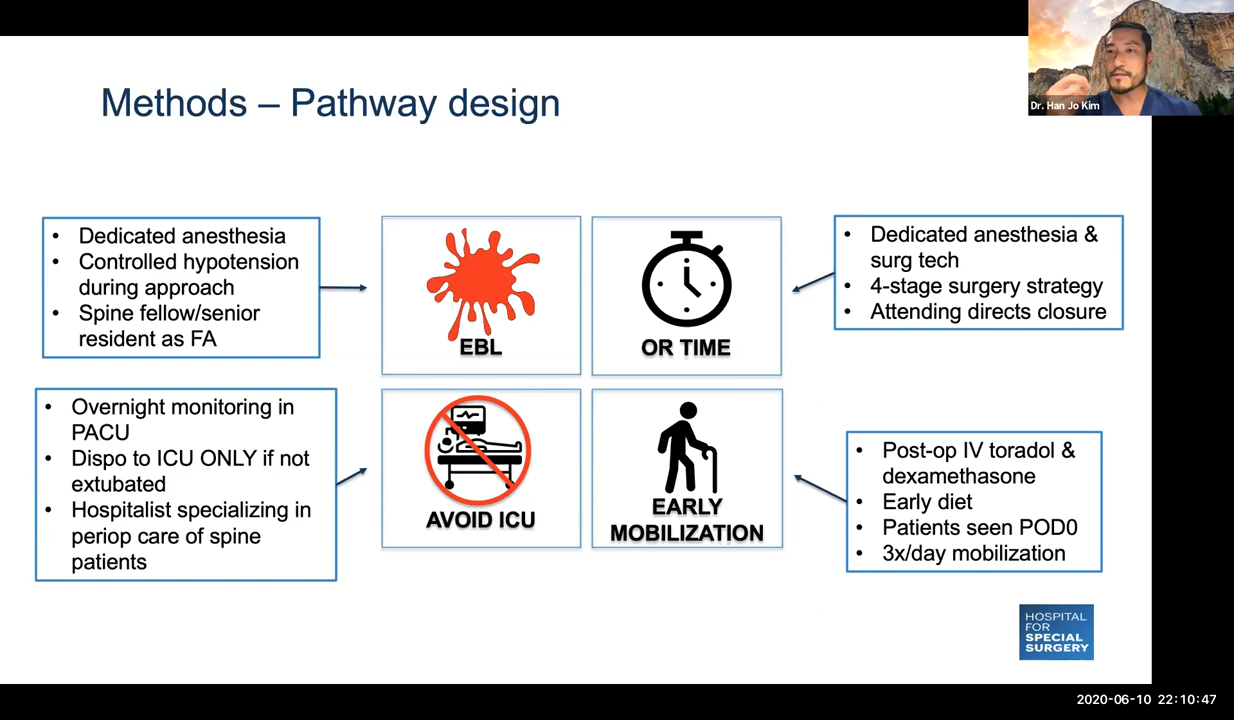 Dr. Han Jo Kim
Methods – Pathway design
• Dedicated anesthesia
• Controlled hypotension
during approach
• Spine fellow/senior
resident as FA
EBL
OR TIME
• Dedicated anesthesia &
surg tech
• 4-stage surgery strategy
• Attending directs closure
• Overnight monitoring in
PACU
• Dispo to ICU ONLY if not
extubated
• Hospitalist specializing in
periop care of spine
patients
AVOID ICU
EARLY
MOBILIZATION
• Post-op IV toradol &
dexamethasone
• Early diet
• Patients seen POD0
• 3x/day mobilization
HOSPITAL
FOR
SPECIAL
SURGERY
2020-06-10 22:10:47